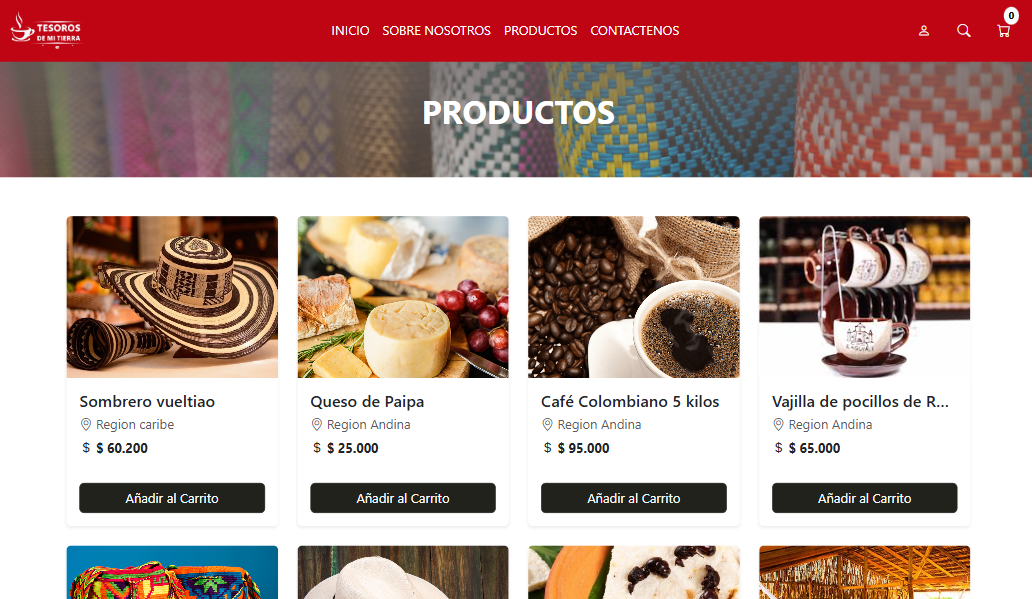 TESOROS
DE MI TIERRA
INICIO SOBRE NOSOTROS PRODUCTOS CONTACTENOS
0
PRODUCTOS
Sombrero vueltiao
Region caribe
$ $ 60.200
Añadir al Carrito
Queso de Paipa
Region Andina
$ $ 25.000
Añadir al Carrito
Café Colombiano 5 kilos
Region Andina
$ $ 95.000
Añadir al Carrito
Vajilla de pocillos de R...
Region Andina
$ $ 65.000
Añadir al Carrito